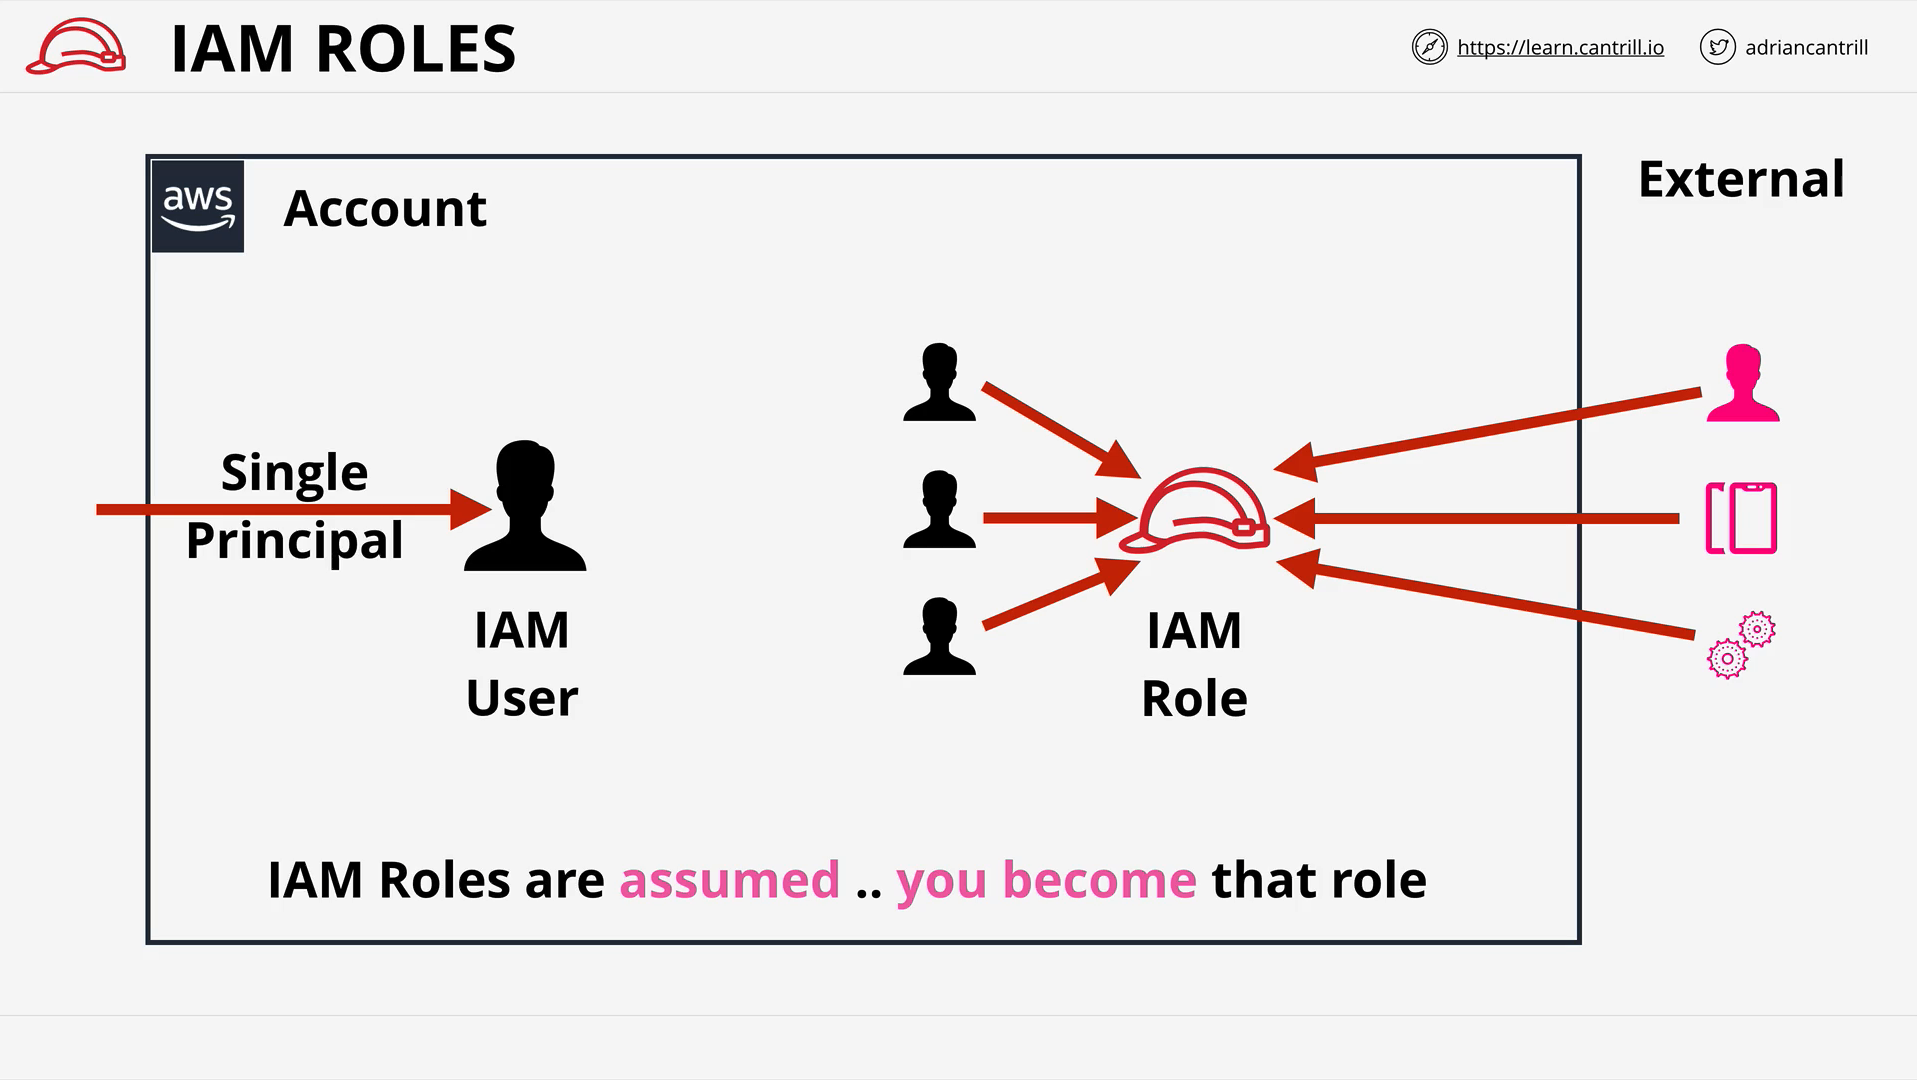 IAM ROLES
https://learn.cantrill.io
adriancantrill
aws
Account
External
Single
Principal
IAM
User
IAM
Role
IAM Roles are assumed .. you become that role